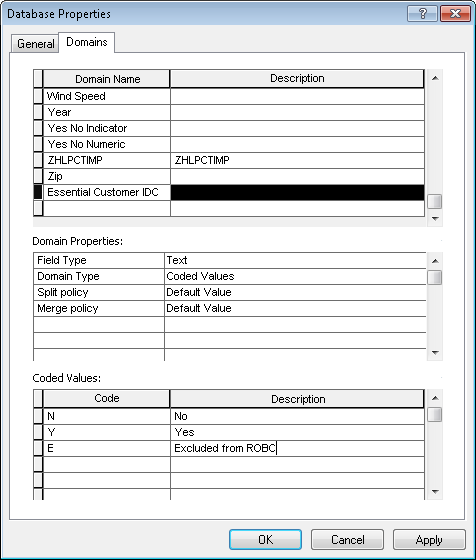 Database Properties
General Domains
Domain Name Description
Wind Speed
Year
Yes No Indicator
Yes No Numeric
ZHLPCTIMP ZHLPCTIMP
Zip
Essential Customer IDC
Domain Properties:
Field Type Text
Domain Type Coded Values
Split policy Default Value
Merge policy Default Value
Coded Values:
Code Description
N No
Y Yes
E Excluded from ROBC
OK Cancel Apply